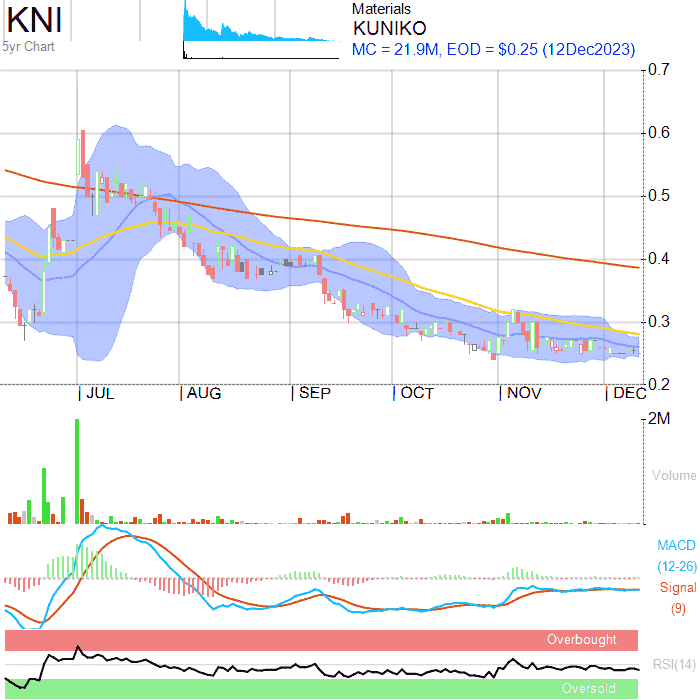 KNI
5yr Chart
Materials
KUNIKO
MC = 21.9M, EOD = $0.25 (12Dec2023)
0.7
0.6
0.5
0.4
0.3
0.2
JUL AUG SEP OCT NOV DEC
2M
Volume
MACD
(12-26)
Signal
(9)
Overbought
RSI(14)
Oversold